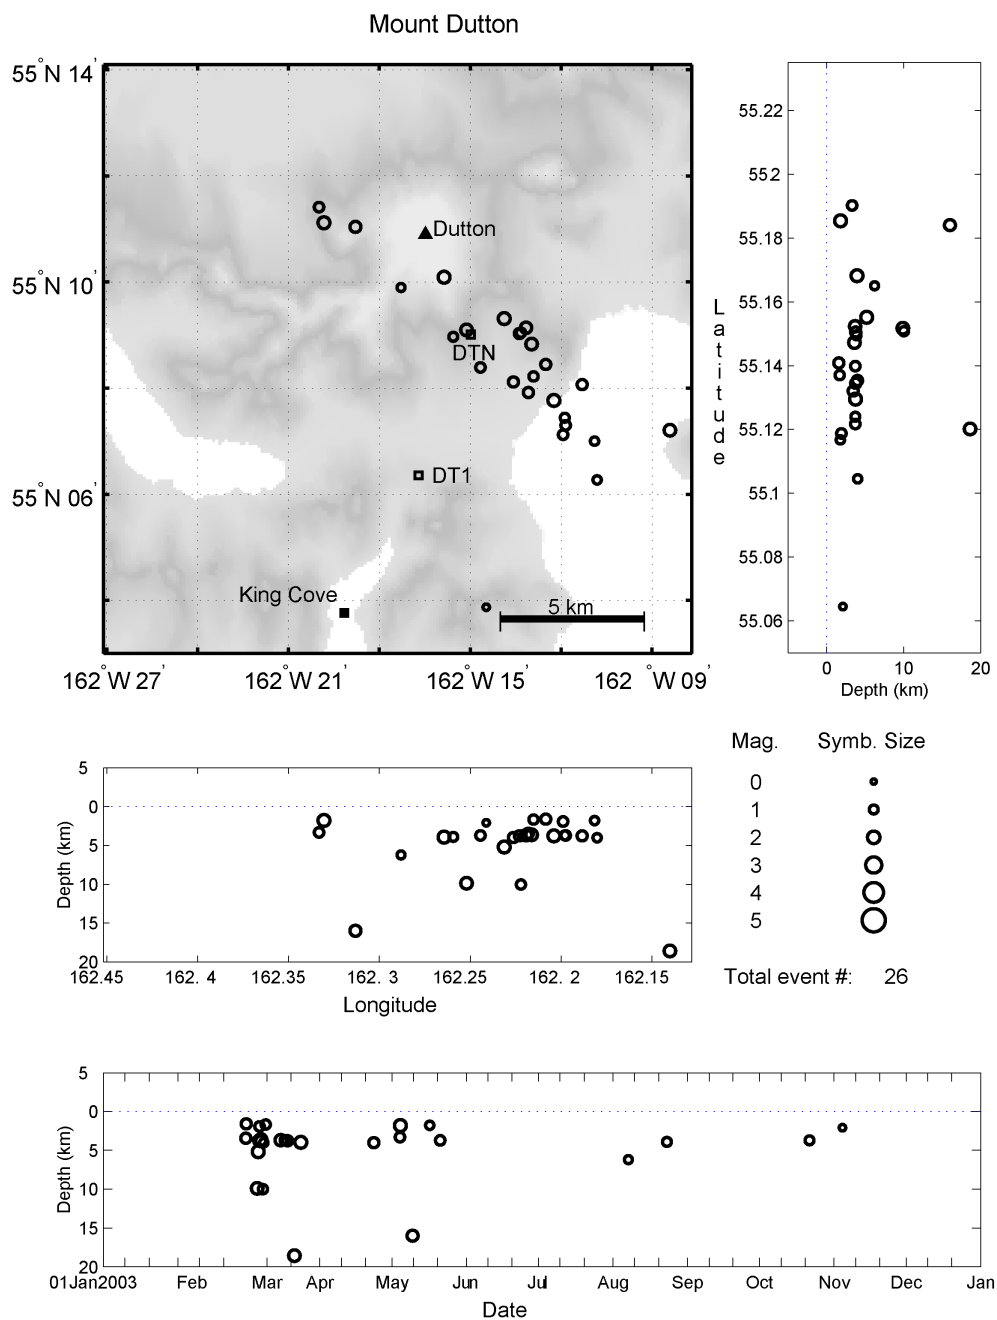 Mount Dutton
55°N 14'
55°N 10'
55°N 06'
162°W 27'
162°W 21'
162°W 15'
162°W 09'
Dutton
DTN
DT1
King Cove
5 km
Latitude
55.22
55.2
55.18
55.16
55.14
55.12
55.1
55.08
55.06
0 10 20
Depth (km)
Mag. Symb. Size
0
1
2
3
4
5
Total event #: 26
Depth (km)
5
0
5
10
15
20
162.45 162. 4 162.35 162. 3 162.25 162. 2 162.15
Longitude
Depth (km)
5
0
5
10
15
20
01Jan2003 Feb Mar Apr May Jun Jul Aug Sep Oct Nov Dec Jan
Date